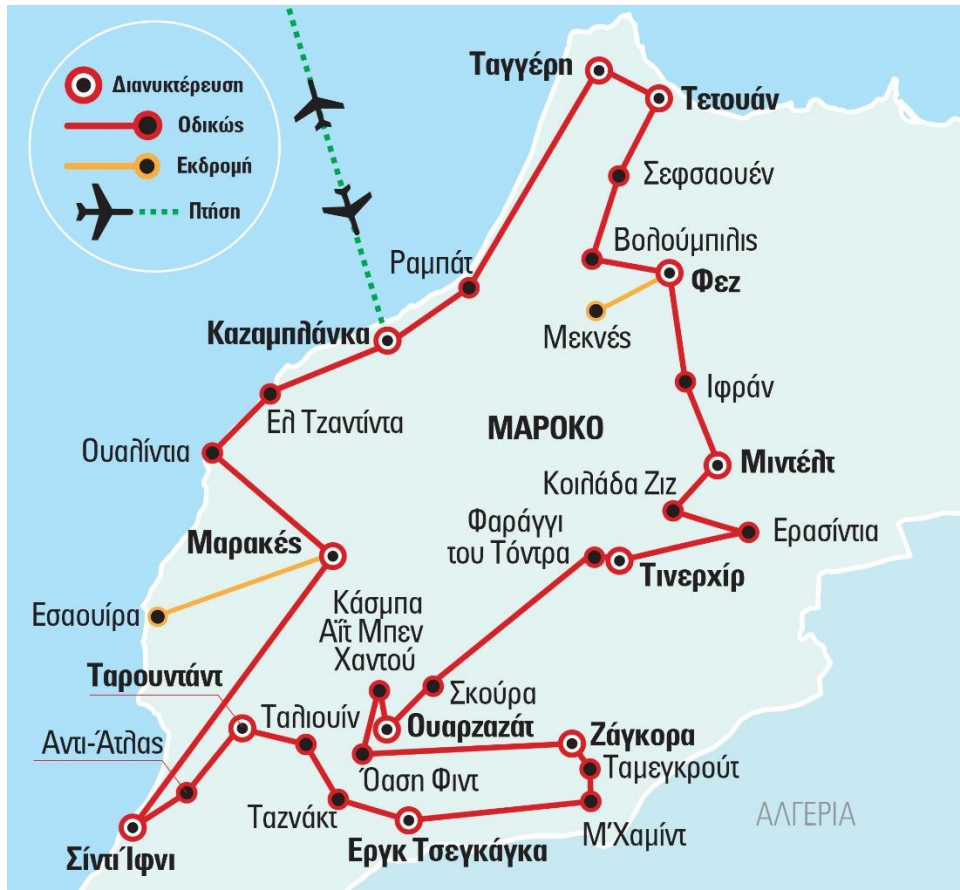 Διανυκτέρευση
Οδικώς
Εκδρομή
Πτήση
Ταγγέρη
Τετουάν
Σεφσαουέν
Βολούμπιλις
Φεζ
Μεκνές
Ραμπάτ
Καζαμπλάνκα
Ελ Τζαντίντα
Ιφράν
ΜΑΡΟΚΟ
Ουαλίντια
Μιντέλτ
Κοιλάδα Ζιζ
Ερασίντια
Φαράγγι
του Τόντρα
Τινερχίρ
Μαρακές
Εσαουίρα
Κάσμπα
Αΐτ Μπεν
Χαντού
Ταρουντάντ
Σκούρα
Ταλιουίν
Ουαρζαζάτ
Ζάγκορα
Αντι-Άτλας
Όαση Φιντ
Ταμεγκρούτ
Ταζνάκτ
Μ'Χαμίντ
ΑΛΓΕΡΙΑ
Σίντι Ίφνι
Εργκ Τσεγκάγκα